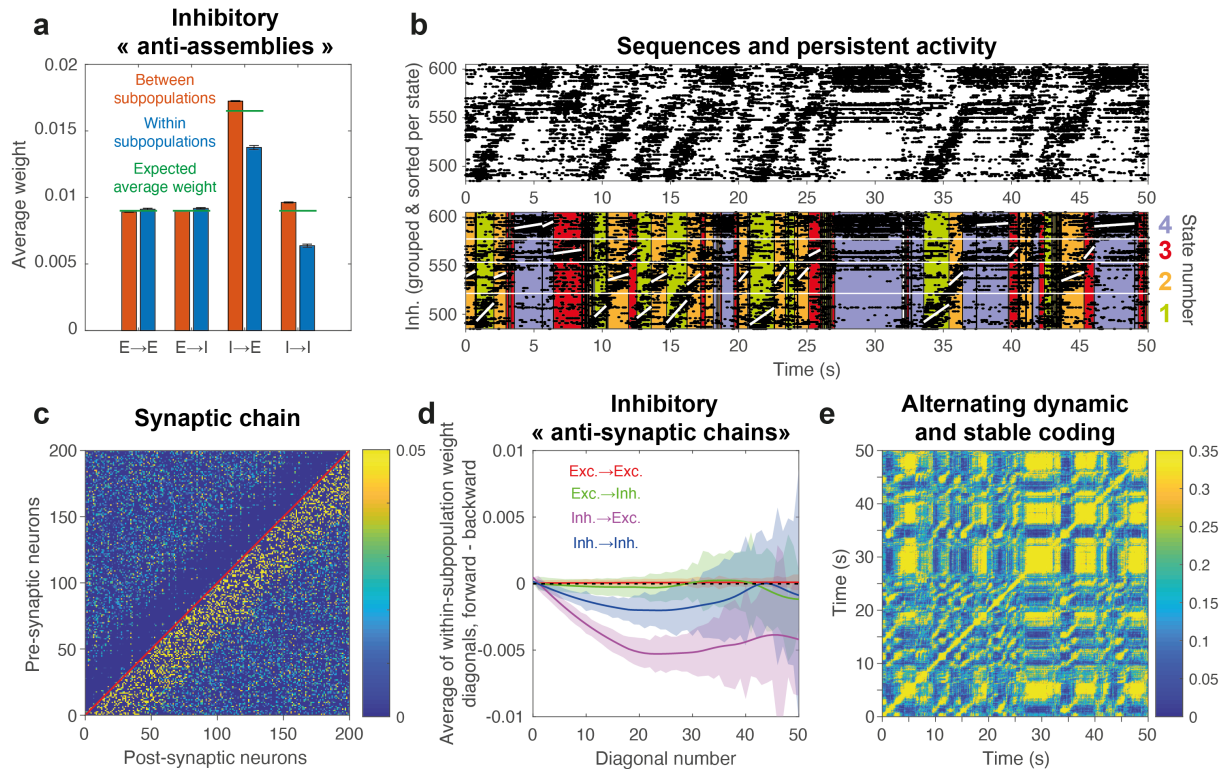 a
Inhibitory
« anti-assemblies »
0.02
0.015
0.01
0.005
0
Average weight
Between
subpopulations
Within
subpopulations
Expected
average weight
E→E
E→I
I→E
I→I
b
Sequences and persistent activity
600
550
500
0 5 10 15 20 25 30 35 40 45 50
600
550
500
Inh. (grouped & sorted per state)
0 5 10 15 20 25 30 35 40 45 50
Time (s)
4
3
2
1
State number
c
Synaptic chain
200
150
100
50
0
Pre-synaptic neurons
0 50 100 150 200
Post-synaptic neurons
0.05
0
d
Inhibitory
« anti-synaptic chains»
0.01
0.005
0
-0.005
-0.01
Average of within-subpopulation weight
diagonals, forward - backward
Exc.→Exc.
Exc.→Inh.
Inh.→Exc.
Inh.→Inh.
0 10 20 30 40 50
Diagonal number
e
Alternating dynamic
and stable coding
50
40
30
20
10
0
Time (s)
0 10 20 30 40 50
Time (s)
0.35
0.3
0.25
0.2
0.15
0.1
0.05
0